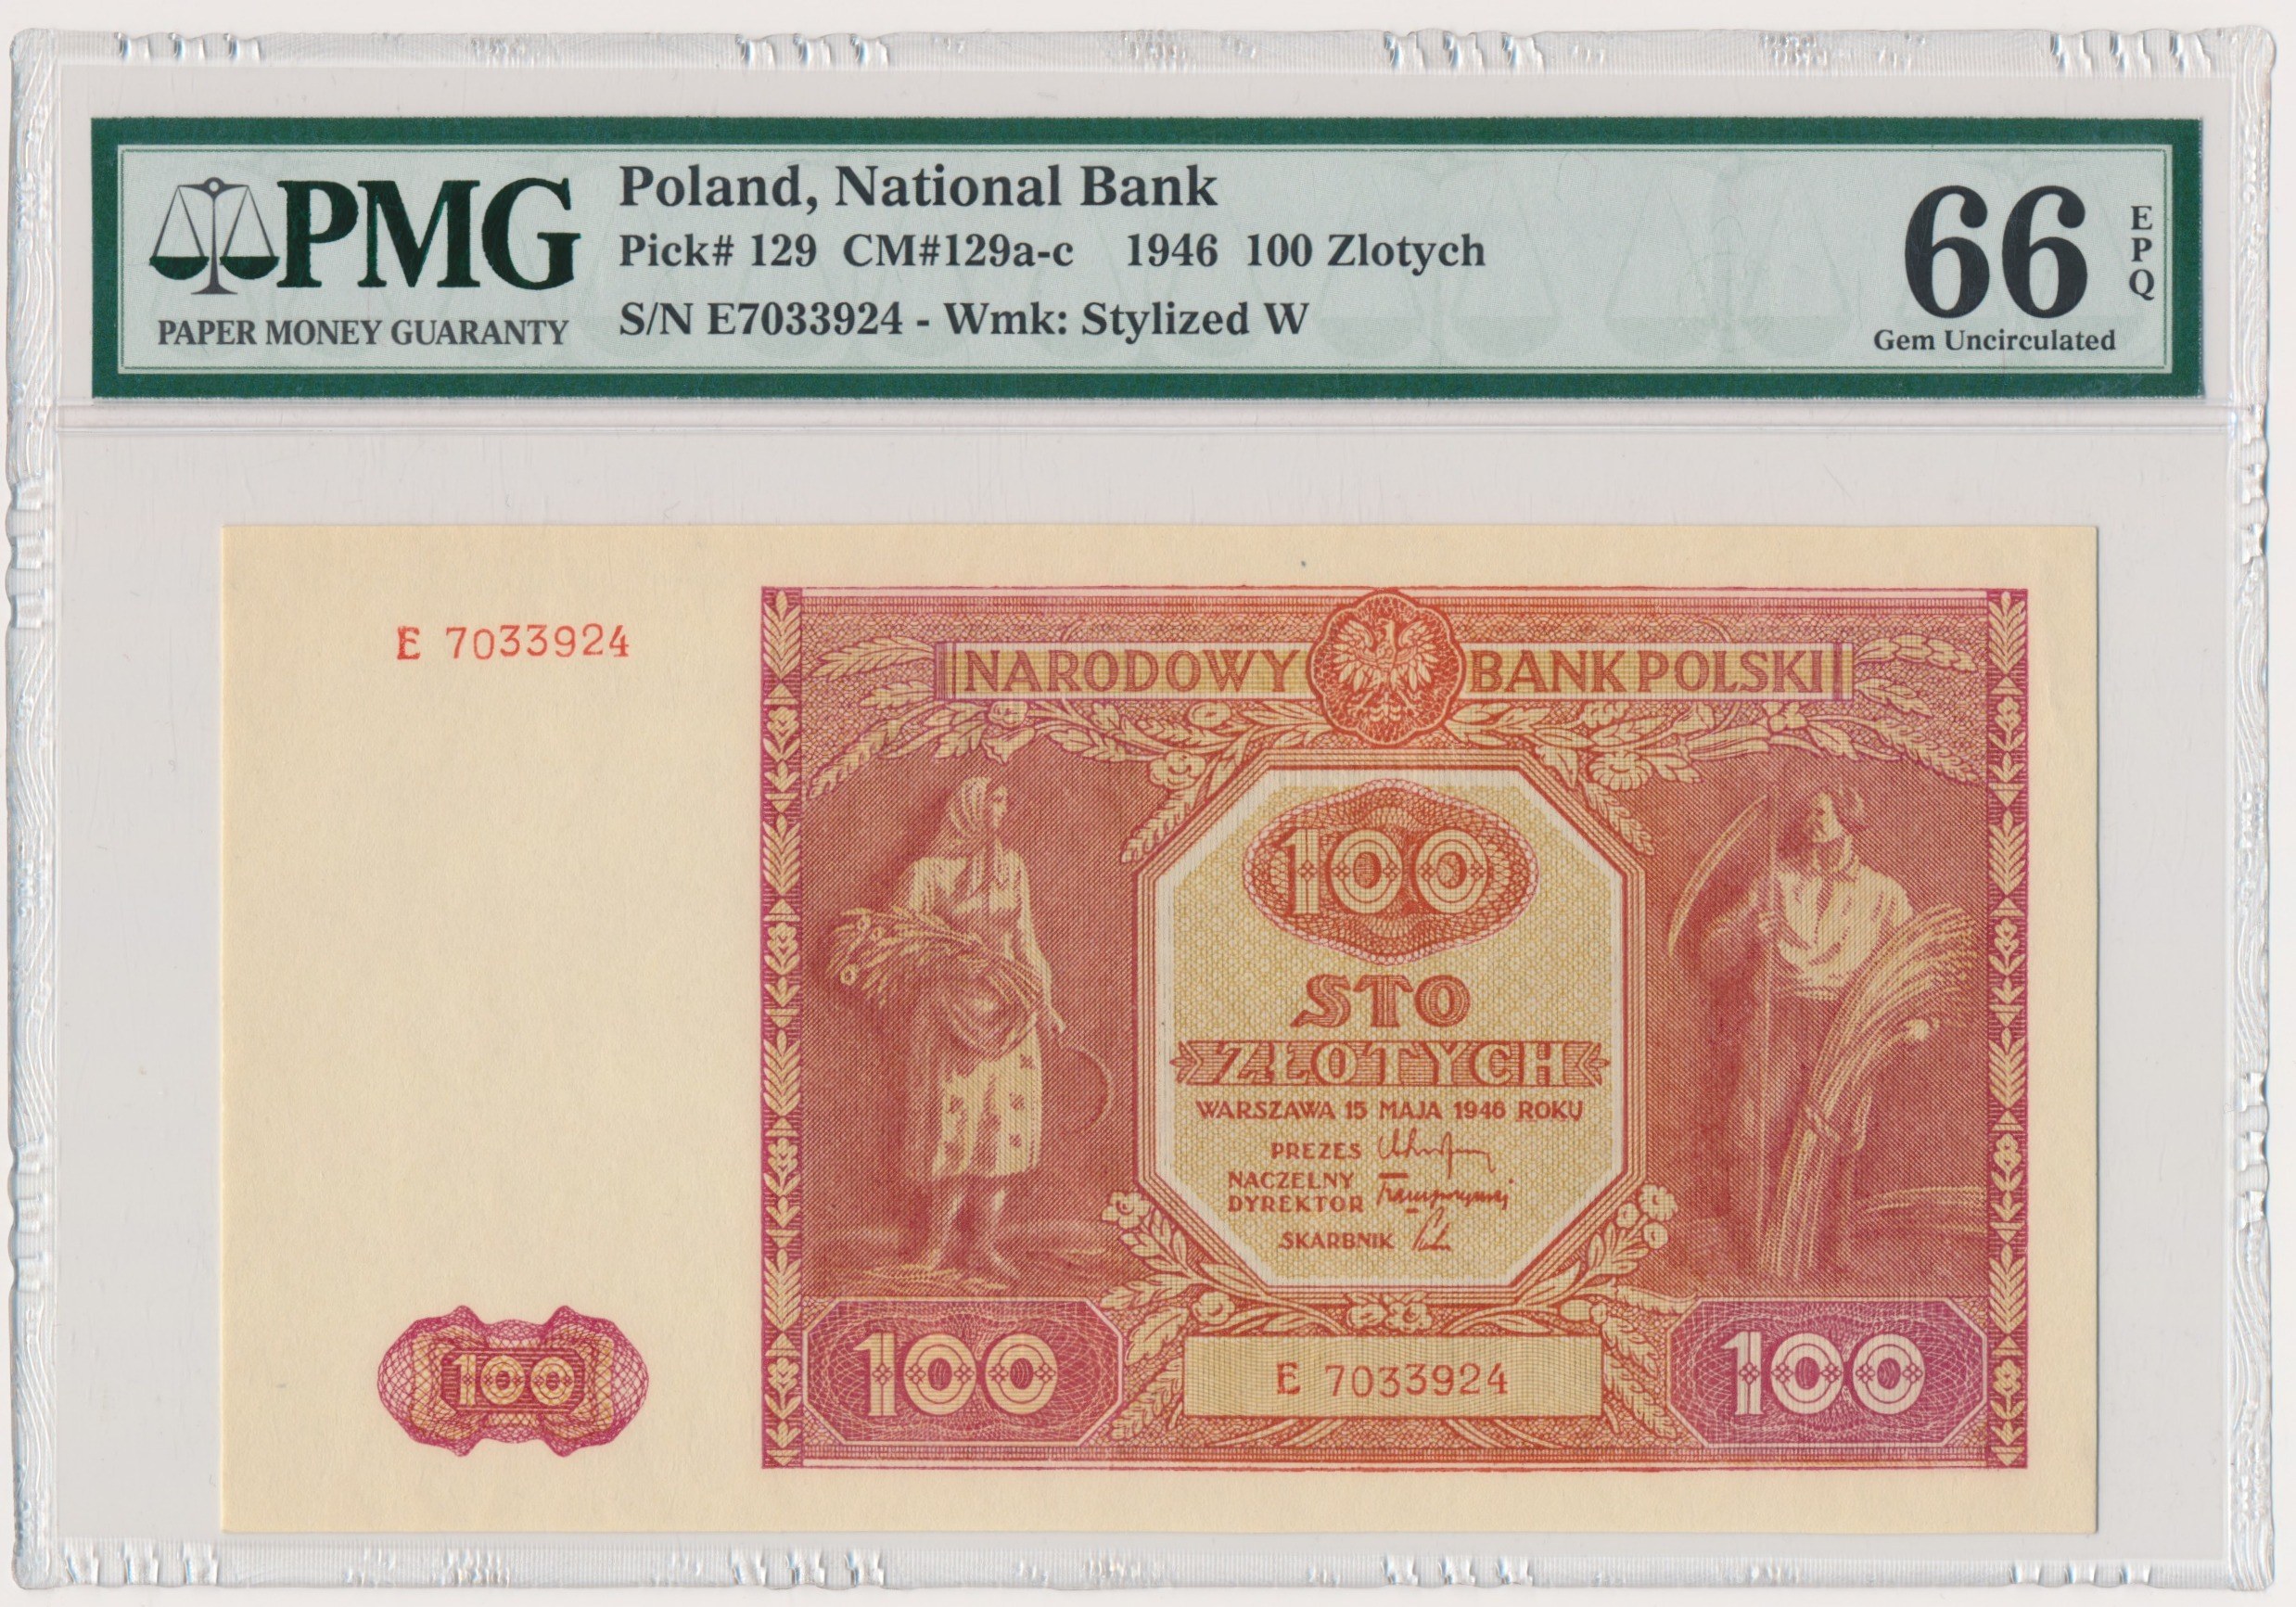 PMG
PAPER MONEY GUARANTY
Poland, National Bank
Pick# 129 CM#129a-c 1946 100 Zlotych
S/N E7033924 - Wmk: Stylized W
66
EPQ
Gem Uncirculated
E 7033924
NARODOWY BANK POLSKI
100
STO
ZŁOTYCH
WARSZAWA 15 MAJA 1946 ROKU
PREZES
NACZELNY
DYREKTOR
SKARBNIK
100
100
E 7033924
100